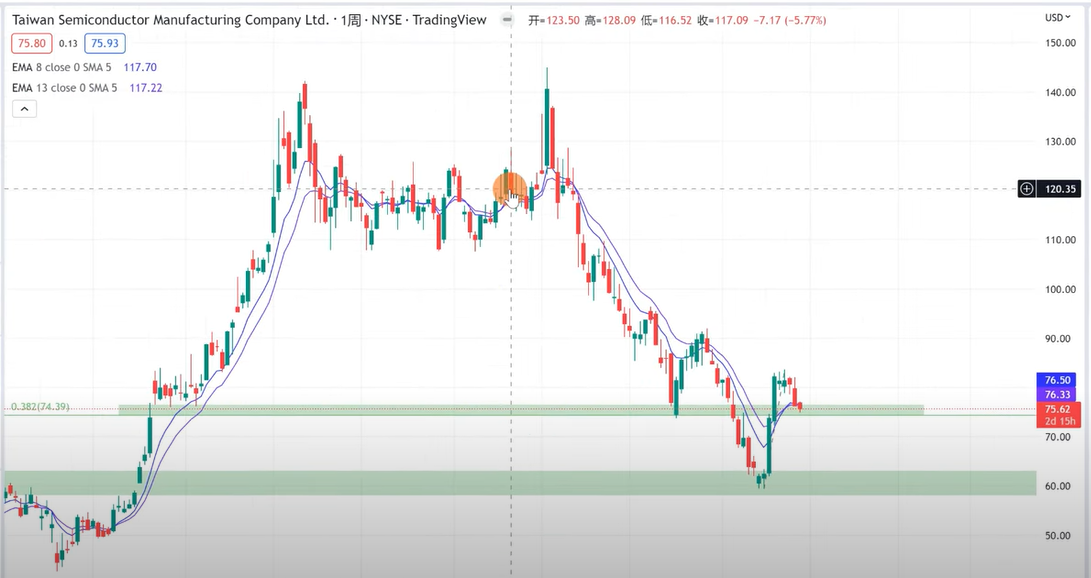 Taiwan Semiconductor Manufacturing Company Ltd. · 1周 · NYSE · TradingView 开=123.50 高=128.09 低=116.52 收=117.09 −7.17 (−5.77%)
USD
75.80 0.13 75.93
EMA 8 close 0 SMA 5 117.70
EMA 13 close 0 SMA 5 117.22
150.00
140.00
130.00
120.35
110.00
100.00
90.00
76.50
76.33
0.382(74.39)
75.62
2d 15h
70.00
60.00
50.00